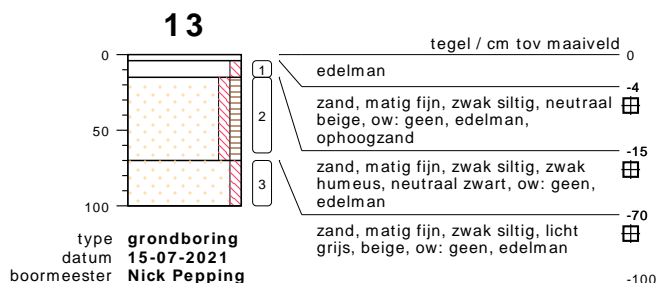 13
tegel / cm tov maaiveld
0
0
edelman
1
-4
zand, matig fijn, zwak siltig, neutraal
beige, ow: geen, edelman,
ophoogzand
2
50
-15
zand, matig fijn, zwak siltig, zwak
humeus, neutraal zwart, ow: geen,
edelman
3
100
-70
zand, matig fijn, zwak siltig, licht
grijs, beige, ow: geen, edelman
type grondboring
datum 15-07-2021
boormeester Nick Pepping
-100